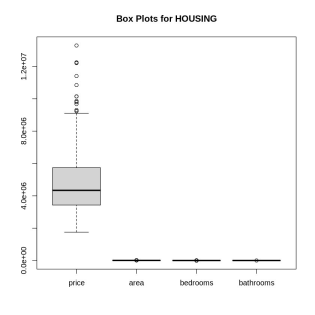 Box Plots for HOUSING
1.2e+07
8.0e+06
4.0e+06
0.0e+00
price area bedrooms bathrooms